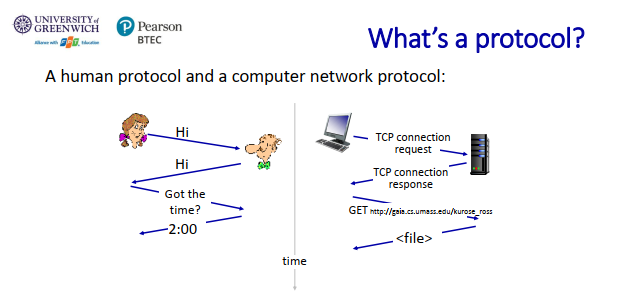 UNIVERSITY of
GREENWICH
Alliance with FPT. Education
Pearson
BTEC
What's a protocol?
A human protocol and a computer network protocol:
Hi
Hi
Got the
time?
2:00
TCP connection
request
TCP connection
response
GET http://gaia.cs.umass.edu/kurose_ross
<file>
time